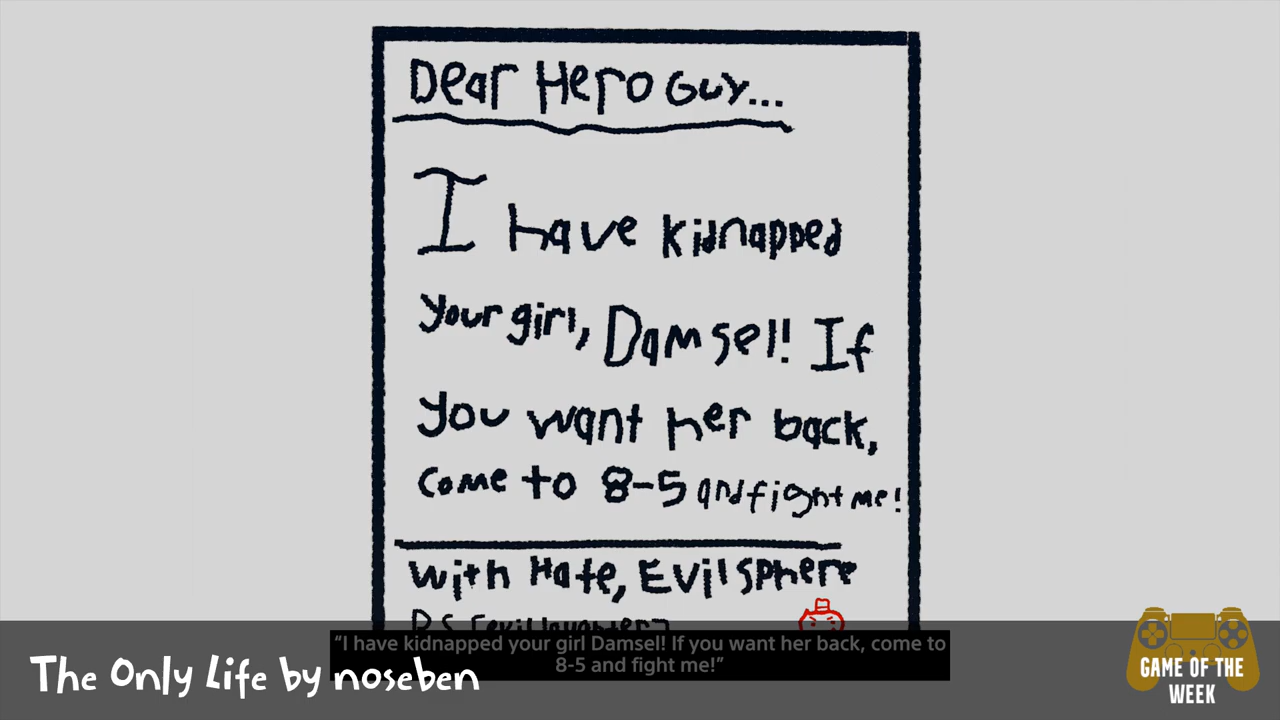 Dear Hero Guy...
I have kidnapped
your girl, Damsel! If
you want her back,
come to 8-5 and fight me!
with Hate, Evil Sphere
P.S. [evil laughter]
"I have kidnapped your girl Damsel! If you want her back, come to
8-5 and fight me!"
The Only Life by noseben
GAME OF THE
WEEK